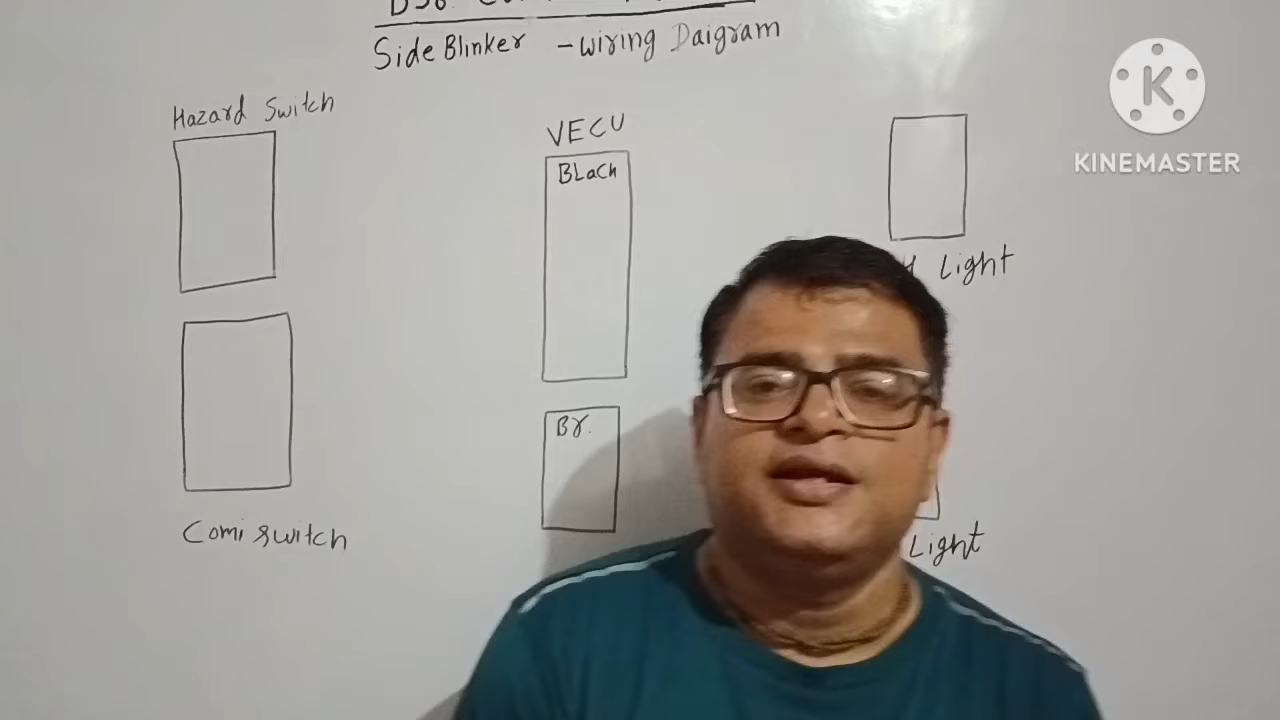 Side Blinker - wiring Daigram
Hazard Switch
VECU
BLaCh
Light
Br.
Comi switch
Light
K
KINEMASTER